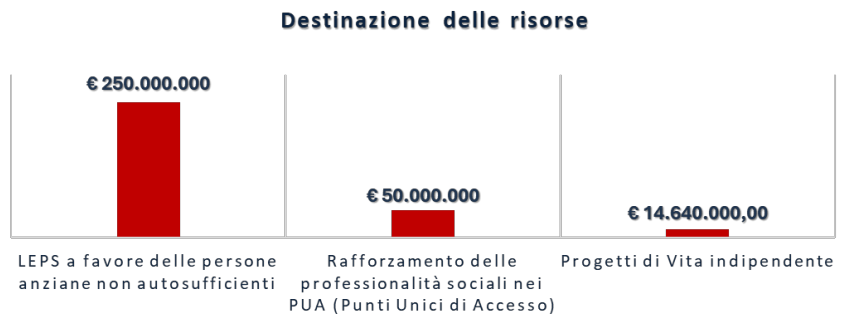 Destinazione delle risorse
€ 250.000.000
€ 50.000.000
€ 14.640.000,00
LEPS a favore delle persone
anziane non autosufficienti
Rafforzamento delle
professionalità sociali nei
PUA (Punti Unici di Accesso)
Progetti di Vita indipendente